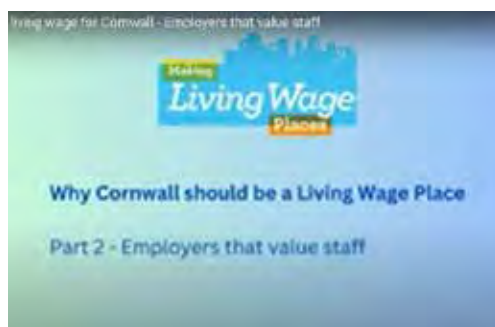 living wage for Cornwall - Employers that value staff
Making
Living Wage
Places
Why Cornwall should be a Living Wage Place
Part 2 - Employers that value staff